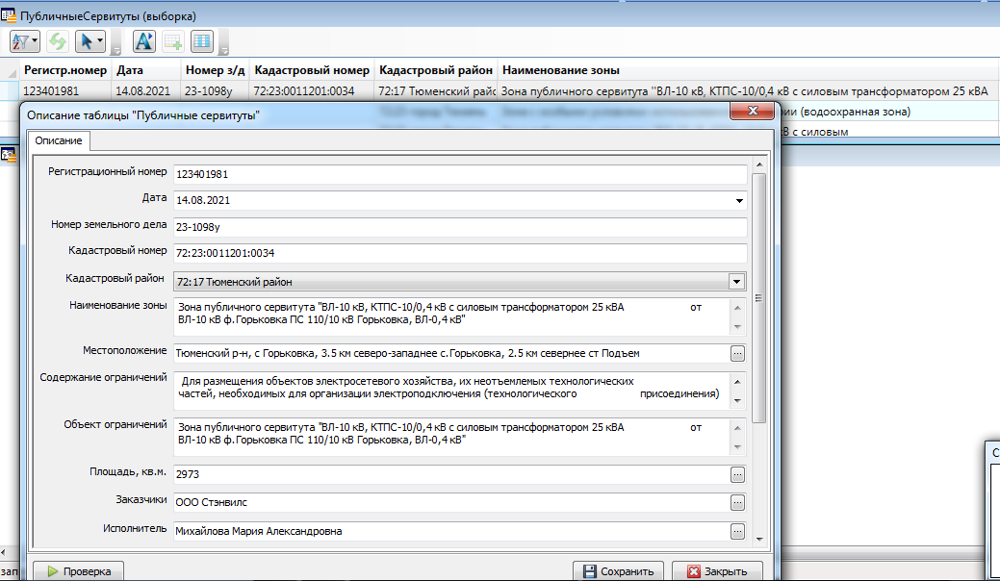 ПубличныеСервитуты (выборка)
Регистр.номер Дата Номер з/д Кадастровый номер Кадастровый район Наименование зоны
123401981 14.08.2021 23-1098у 72:23:0011201:0034 72:17 Тюменский райо Зона публичного сервитута "ВЛ-10 кВ, КТПС-10/0,4 кВ с силовым трансформатором 25 кВА
(водоохранная зона)
с силовым
Описание таблицы "Публичные сервитуты"
Описание
Регистрационный номер 123401981
Дата 14.08.2021
Номер земельного дела 23-1098у
Кадастровый номер 72:23:0011201:0034
Кадастровый район 72:17 Тюменский район
Наименование зоны Зона публичного сервитута "ВЛ-10 кВ, КТПС-10/0,4 кВ с силовым трансформатором 25 кВА от
ВЛ-10 кВ ф.Горьковка ПС 110/10 кВ Горьковка, ВЛ-0,4 кВ"
Местоположение Тюменский р-н, с Горьковка, 3.5 км северо-западнее с.Горьковка, 2.5 км севернее ст Подъем
Содержание ограничений Для размещения объектов электросетевого хозяйства, их неотъемлемых технологических
частей, необходимых для организации электроподключения (технологического присоединения)
Объект ограничений Зона публичного сервитута "ВЛ-10 кВ, КТПС-10/0,4 кВ с силовым трансформатором 25 кВА от
ВЛ-10 кВ ф.Горьковка ПС 110/10 кВ Горьковка, ВЛ-0,4 кВ"
Площадь, кв.м. 2973
Заказчики ООО Стэнвилс
Исполнитель Михайлова Мария Александровна
зап Проверка Сохранить Закрыть